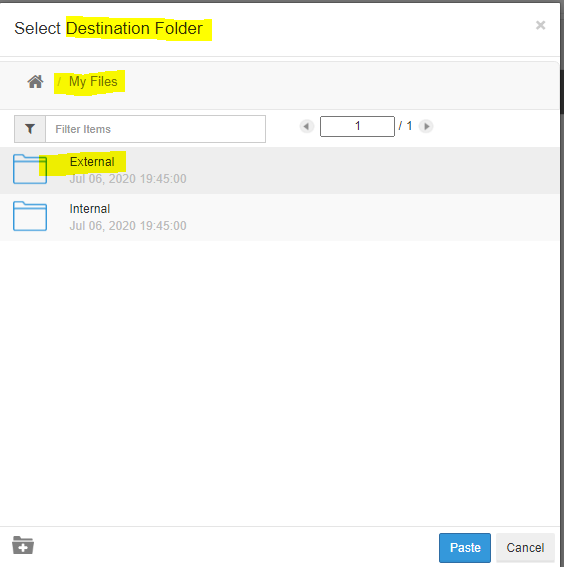 Select Destination Folder
×
/ My Files
Filter Items
1 / 1
External
Jul 06, 2020 19:45:00
Internal
Jul 06, 2020 19:45:00
Paste Cancel